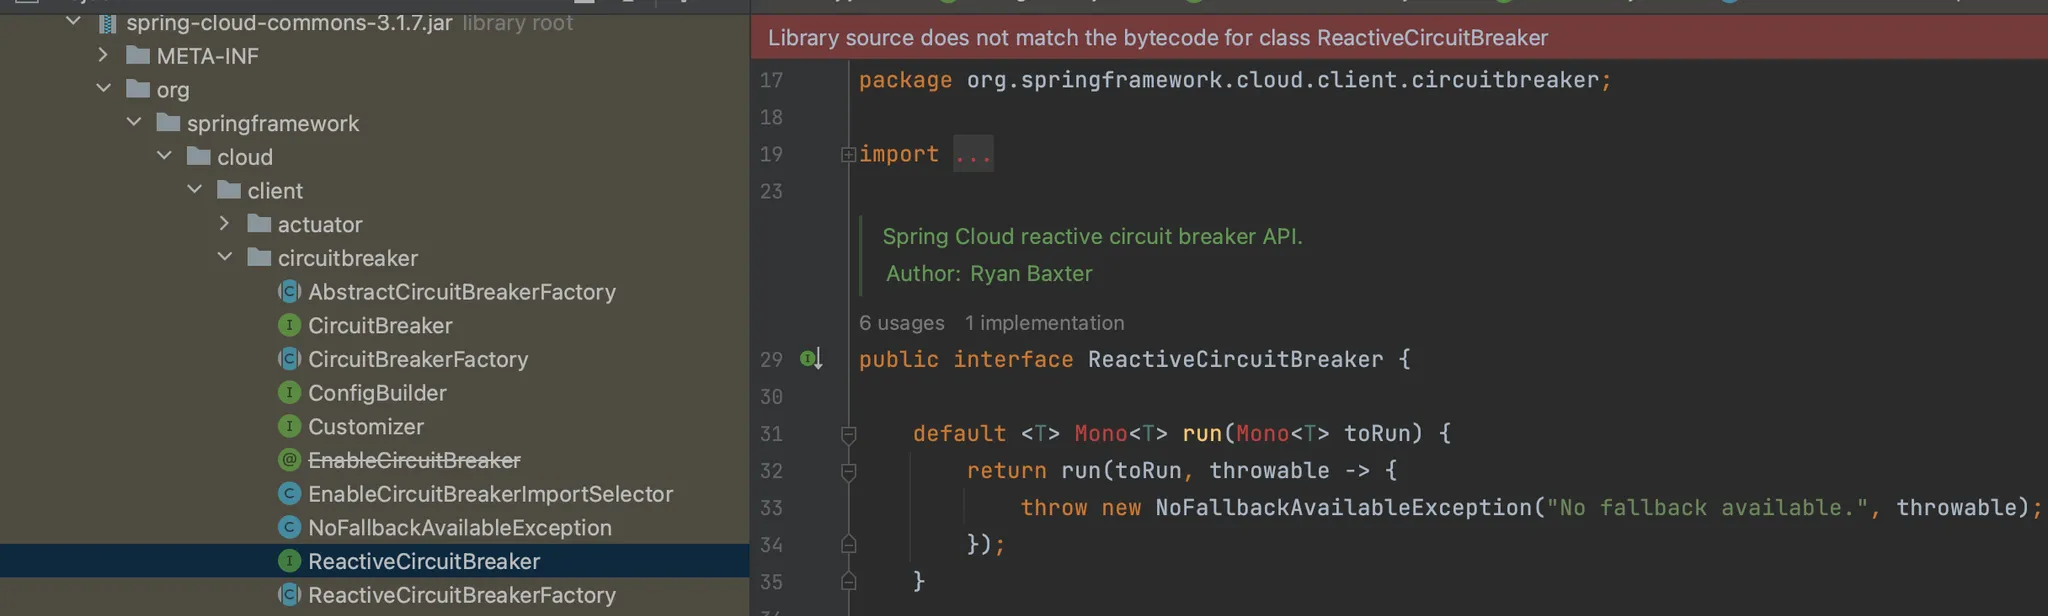 spring-cloud-commons-3.1.7.jar library root
META-INF
org
springframework
cloud
client
actuator
circuitbreaker
AbstractCircuitBreakerFactory
CircuitBreaker
CircuitBreakerFactory
ConfigBuilder
Customizer
EnableCircuitBreaker
EnableCircuitBreakerImportSelector
NoFallbackAvailableException
ReactiveCircuitBreaker
ReactiveCircuitBreakerFactory
Library source does not match the bytecode for class ReactiveCircuitBreaker
17 package org.springframework.cloud.client.circuitbreaker;
18
19 import ...
23
Spring Cloud reactive circuit breaker API.
Author: Ryan Baxter
6 usages 1 implementation
29 public interface ReactiveCircuitBreaker {
30
31 default <T> Mono<T> run(Mono<T> toRun) {
32 return run(toRun, throwable -> {
33 throw new NoFallbackAvailableException("No fallback available.", throwable);
34 });
35 }